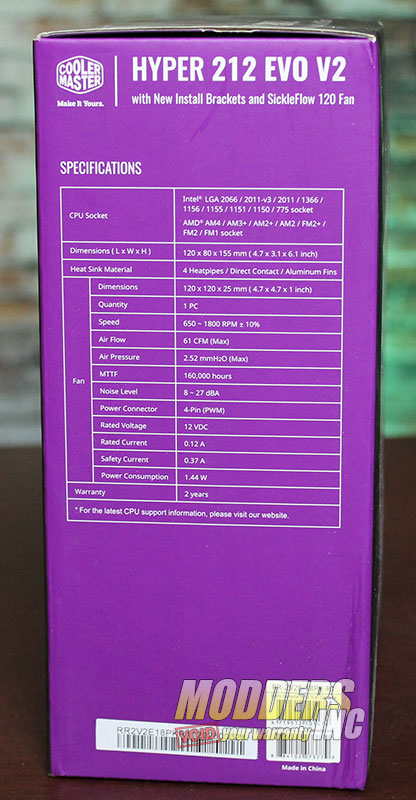 COOLER
MASTER
Make It Yours.
HYPER 212 EVO V2
with New Install Brackets and SickleFlow 120 Fan
SPECIFICATIONS
CPU Socket
Intel® LGA 2066 / 2011-v3 / 2011 / 1366
/ 1156 / 1155 / 1151 / 1150 / 775 socket
AMD® AM4 / AM3+ / AM2+ / AM2 / FM2+ /
FM2 / FM1 socket
Dimensions ( L x W x H )
120 x 80 x 155 mm ( 4.7 x 3.1 x 6.1 inch)
Heat Sink Material
4 Heatpipes / Direct Contact / Aluminum Fins
Fan
Dimensions
120 x 120 x 25 mm ( 4.7 x 4.7 x 1 inch)
Quantity
1 PC
Speed
650 ~ 1800 RPM ± 10%
Air Flow
61 CFM (Max)
Air Pressure
2.52 mmH2O (Max)
MTTF
160,000 hours
Noise Level
8 ~ 27 dBA
Power Connector
4-Pin (PWM)
Rated Voltage
12 VDC
Rated Current
0.12 A
Safety Current
0.37 A
Power Consumption
1.44 W
Warranty
2 years
* For the latest CPU support information, please visit our website.
MODDERS
INC
VOID your warranty
Made in China